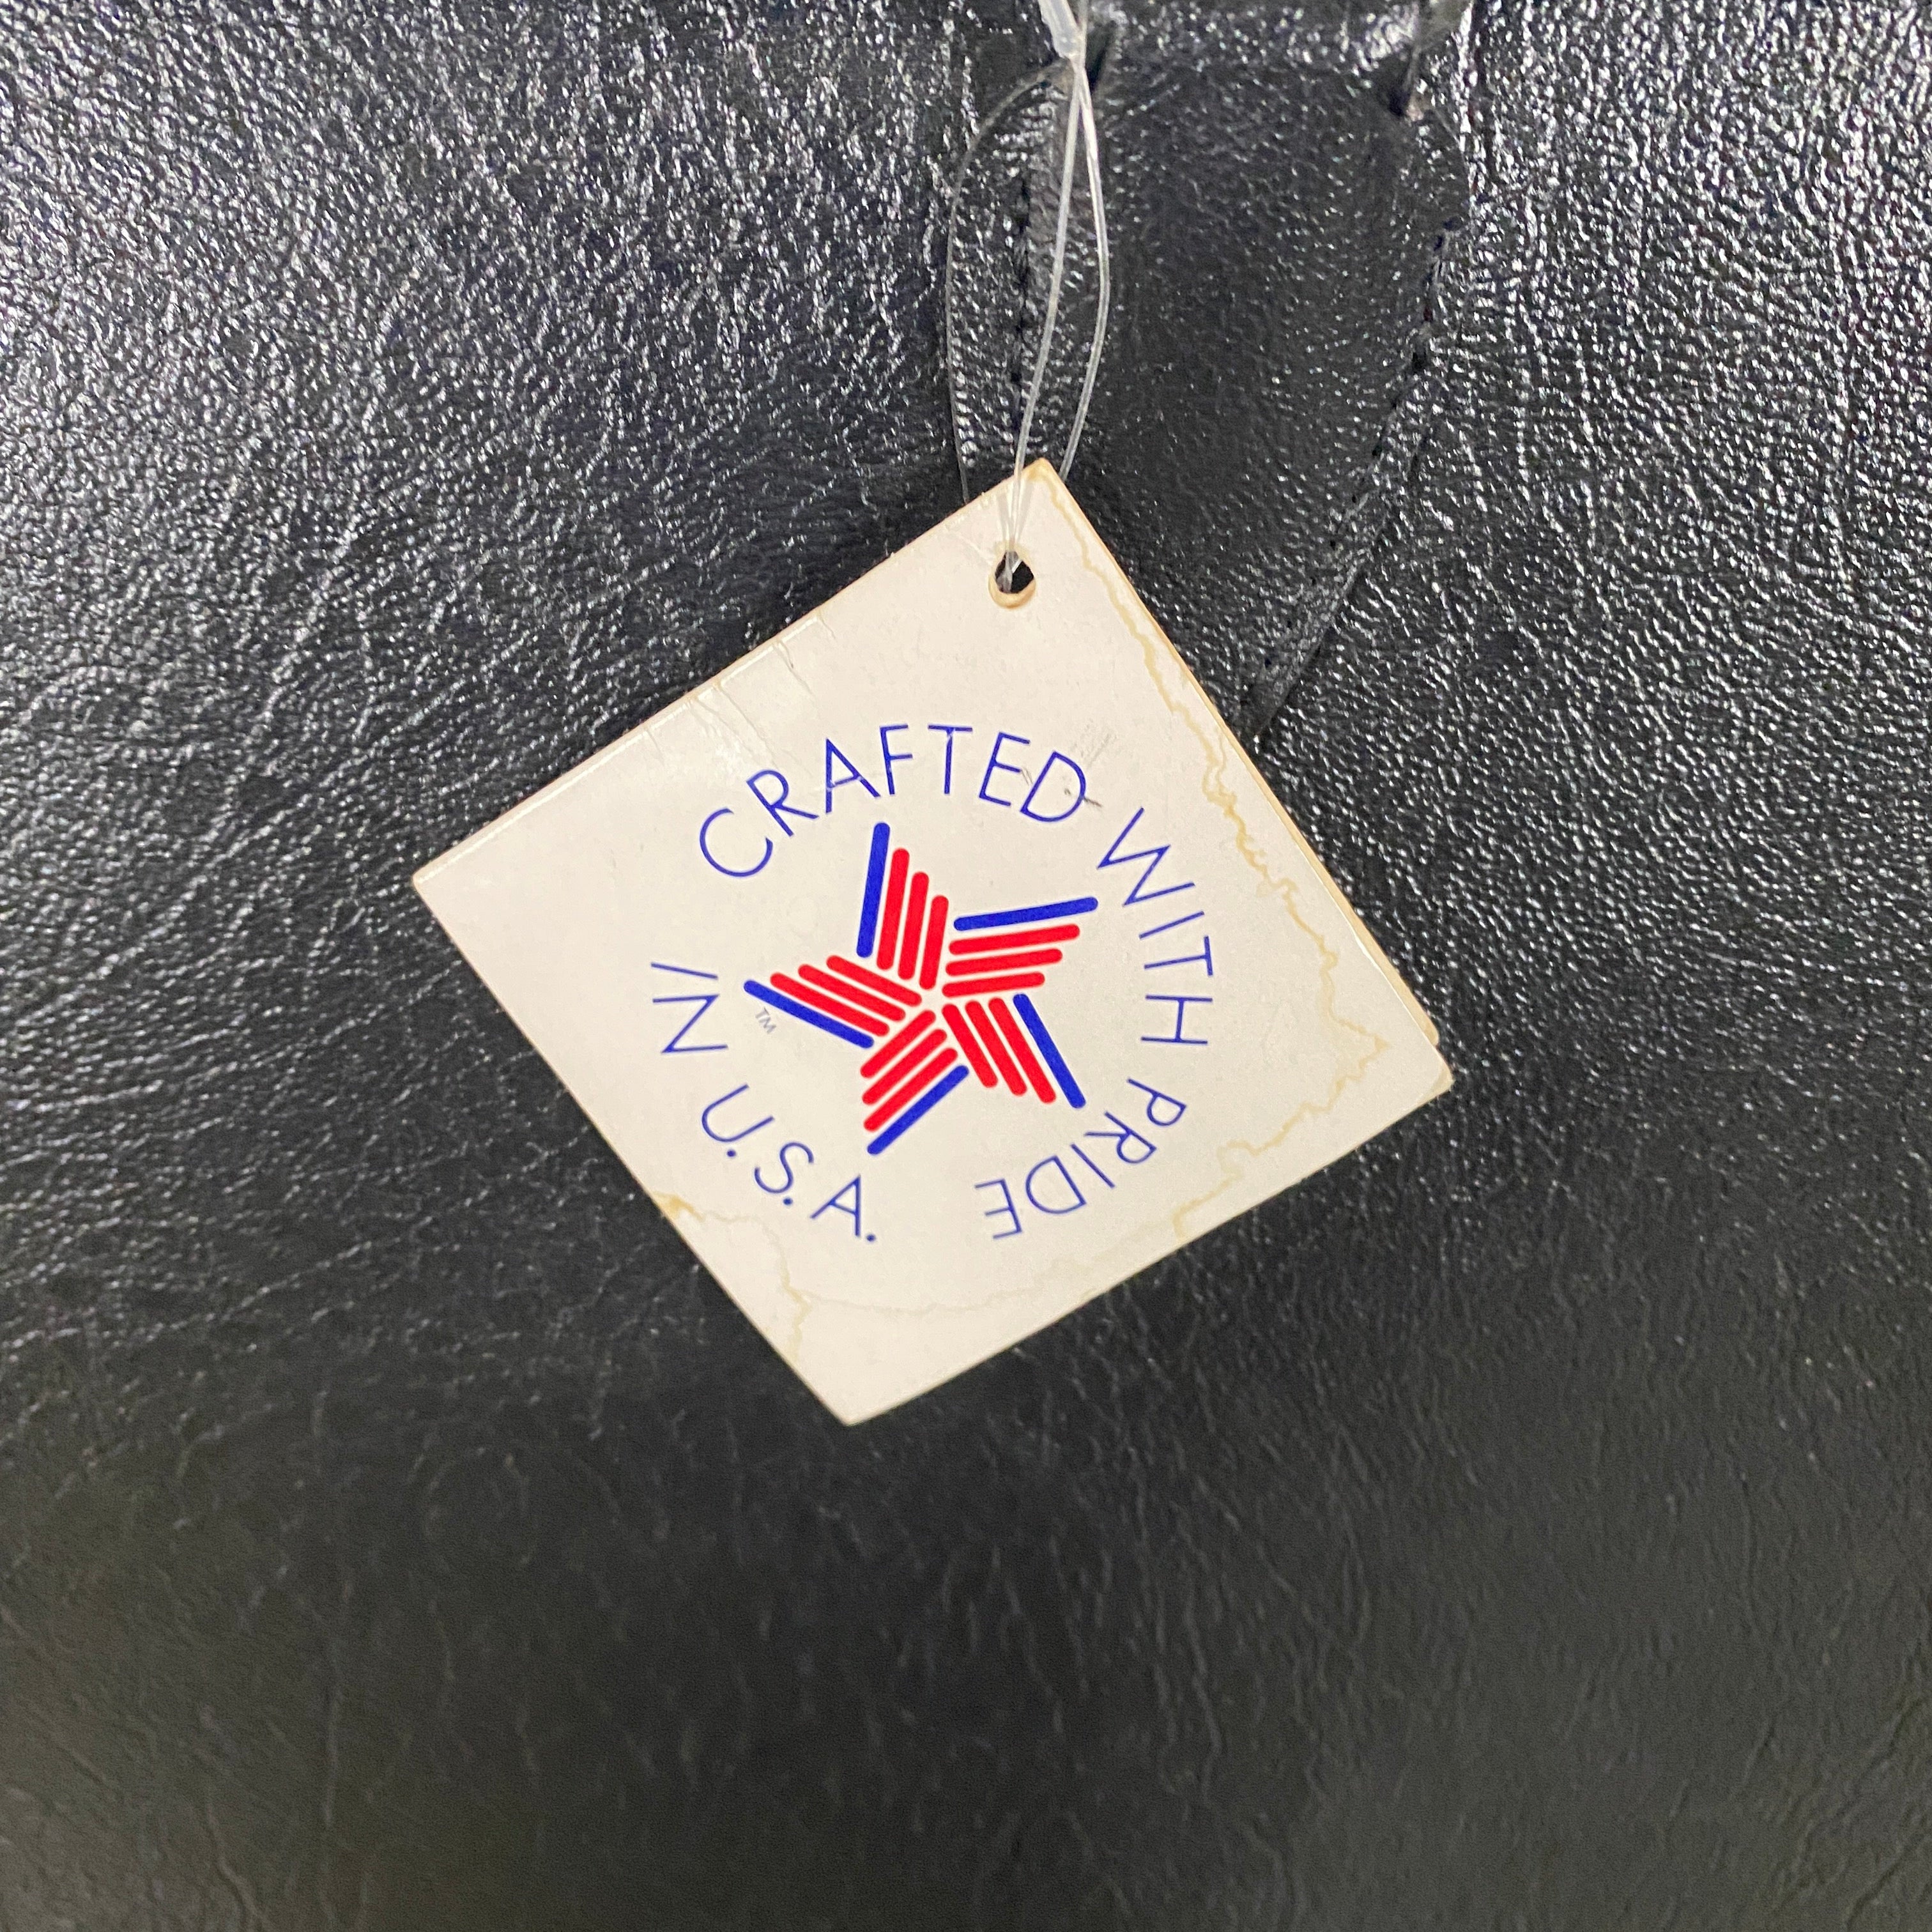 CRAFTED WITH PRIDE
IN U.S.A.
TM